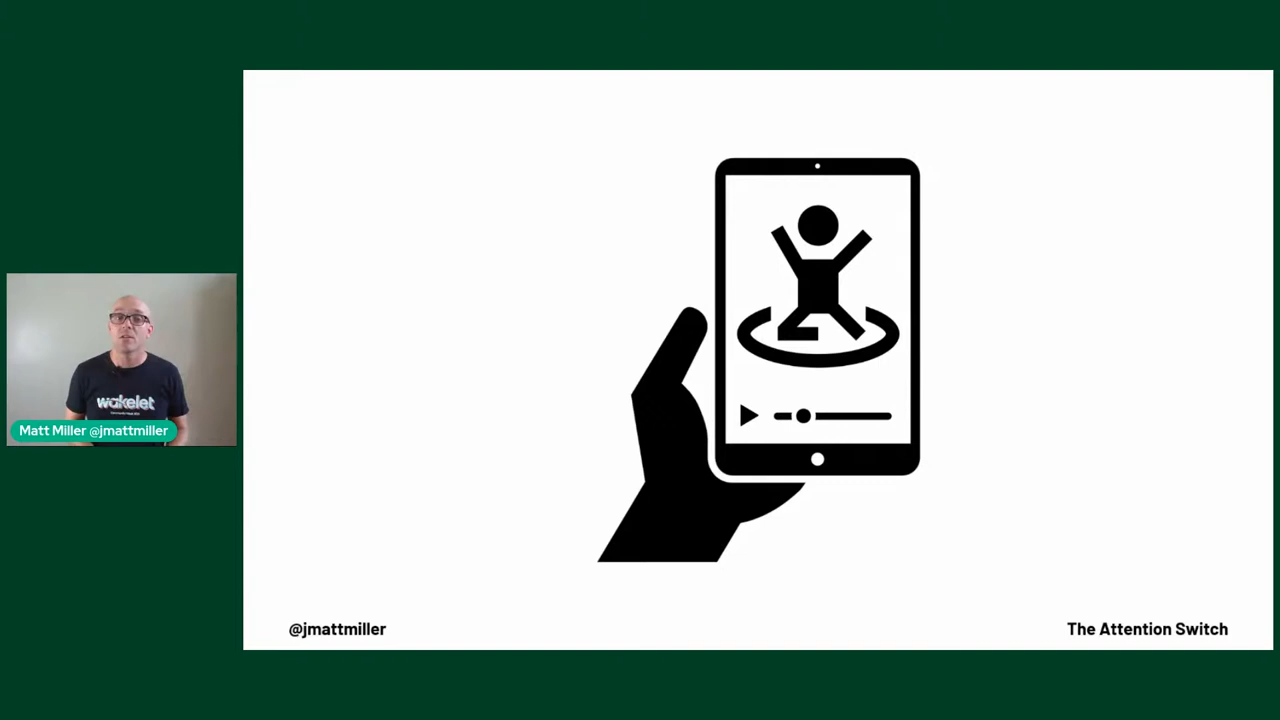 wakelet
Matt Miller @jmattmiller
@jmattmiller
The Attention Switch